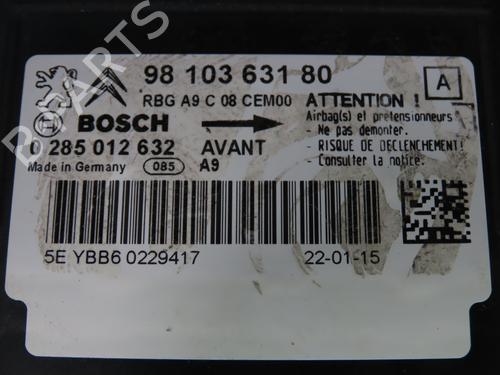 98 103 631 80
A
RBG A9 C 08 CEM00
ATTENTION !
BOSCH
Airbag(s) et prétensionneurs
- Ne pas demonter.
0 285 012 632
AVANT
- RISQUE DE DECLENCHEMENT!
Made in Germany
085
A9
- Consulter la notice.
5E YBB6 0229417
22-01-15